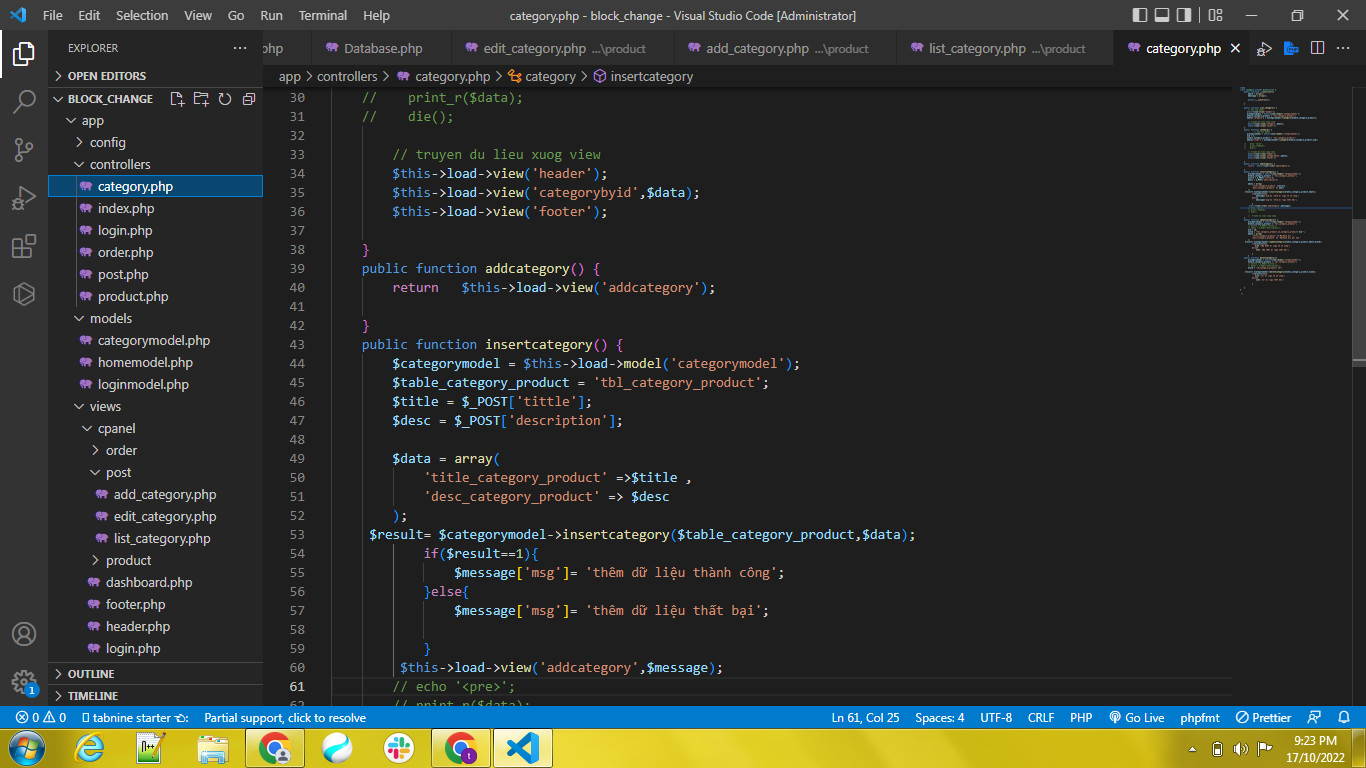 File Edit Selection View Go Run Terminal Help category.php - block_change - Visual Studio Code [Administrator]
EXPLORER
php Database.php edit_category.php ...\product add_category.php ...\product list_category.php ...\product category.php
app > controllers > category.php > category > insertcategory
OPEN EDITORS
BLOCK_CHANGE
app
config
controllers
category.php
index.php
login.php
order.php
post.php
product.php
models
categorymodel.php
homemodel.php
loginmodel.php
views
cpanel
order
post
add_category.php
edit_category.php
list_category.php
product
dashboard.php
footer.php
header.php
login.php
OUTLINE
TIMELINE
30 //    print_r($data);
31 //    die();
32
33 // truyen du lieu xuog view
34 $this->load->view('header');
35 $this->load->view('categorybyid',$data);
36 $this->load->view('footer');
37
38 }
39 public function addcategory() {
40 return   $this->load->view('addcategory');
41
42 }
43 public function insertcategory() {
44 $categorymodel = $this->load->model('categorymodel');
45 $table_category_product = 'tbl_category_product';
46 $title = $_POST['tittle'];
47 $desc = $_POST['description'];
48
49 $data = array(
50 'title_category_product' =>$title ,
51 'desc_category_product' => $desc
52 );
53 $result= $categorymodel->insertcategory($table_category_product,$data);
54 if($result==1){
55 $message['msg']= 'thêm dữ liệu thành công';
56 }else{
57 $message['msg']= 'thêm dữ liệu thất bại';
58
59 }
60 $this->load->view('addcategory',$message);
61 // echo '<pre>';
62 // print_r($data);
1
0 0 tabnine starter Partial support, click to resolve Ln 61, Col 25 Spaces: 4 UTF-8 CRLF PHP Go Live phpfmt Prettier
t
9:23 PM
17/10/2022